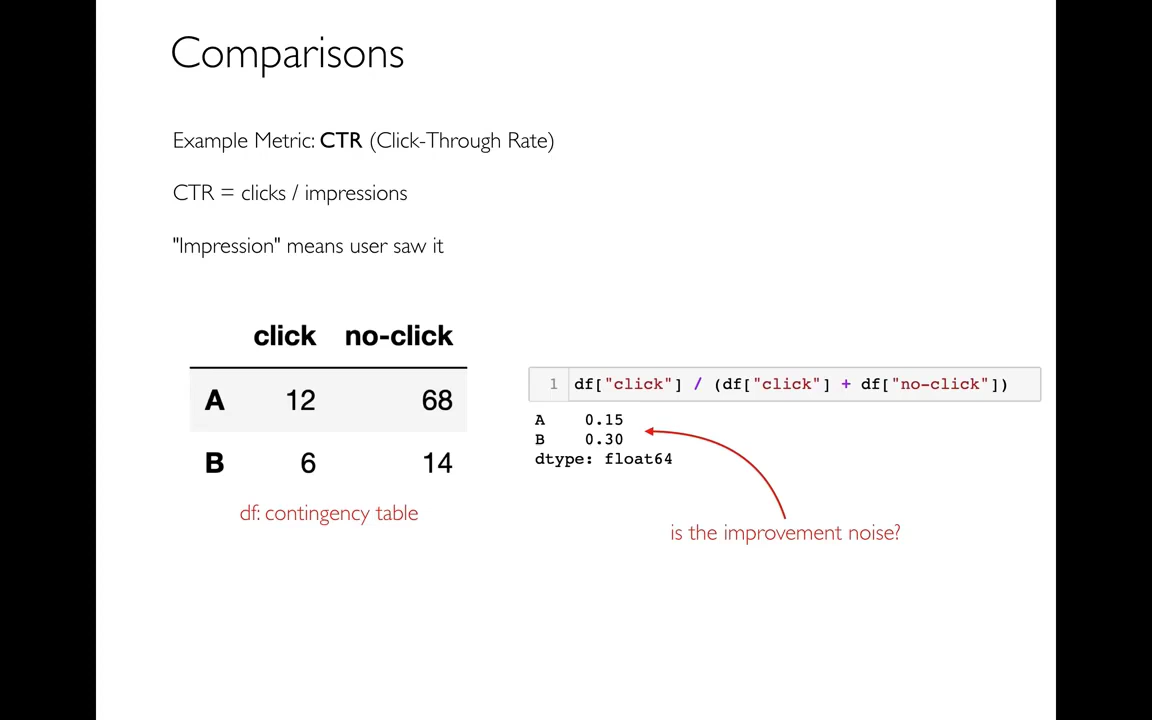 Comparisons
Example Metric: CTR (Click-Through Rate)
CTR = clicks / impressions
"Impression" means user saw it
click no-click
A 12 68
B 6 14
df: contingency table
1 df["click"] / (df["click"] + df["no-click"])
A 0.15
B 0.30
dtype: float64
is the improvement noise?